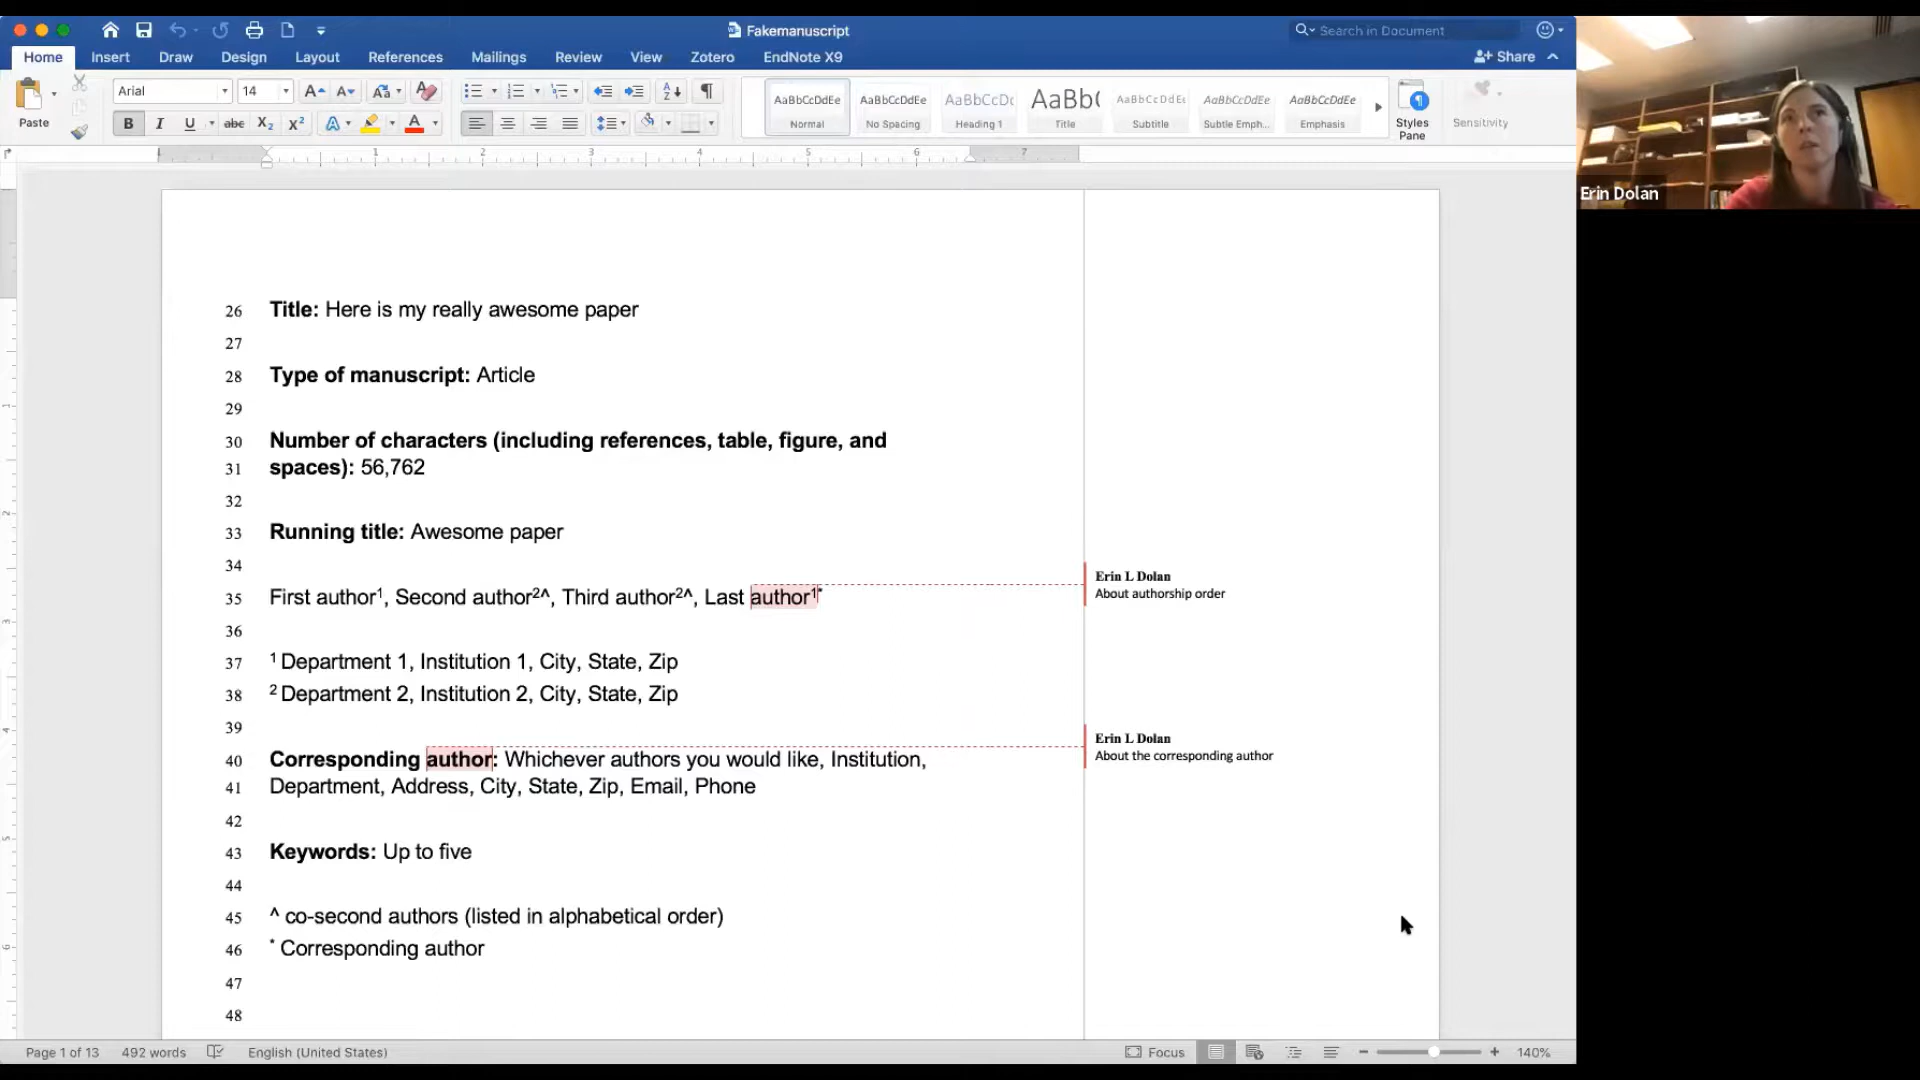 Fakemanuscript
Search in Document
Home Insert Draw Design Layout References Mailings Review View Zotero EndNote X9
Share
Arial 14
Paste
AaBbCcDdEe AaBbCcDdEe AaBbCcDc AaBb( AaBbCcDdEe AaBbCcDdEe AaBbCcDdEe
Normal No Spacing Heading 1 Title Subtitle Subtle Emph... Emphasis
Styles Pane
Sensitivity
1 2 3 4 5 6 7
Erin Dolan
26 Title: Here is my really awesome paper
27
28 Type of manuscript: Article
29
30 Number of characters (including references, table, figure, and
31 spaces): 56,762
32
33 Running title: Awesome paper
34
35 First author¹, Second author²^, Third author²^, Last author¹*
Erin L Dolan
About authorship order
36
37 ¹ Department 1, Institution 1, City, State, Zip
38 ² Department 2, Institution 2, City, State, Zip
39
40 Corresponding author: Whichever authors you would like, Institution,
41 Department, Address, City, State, Zip, Email, Phone
Erin L Dolan
About the corresponding author
42
43 Keywords: Up to five
44
45 ^ co-second authors (listed in alphabetical order)
46 * Corresponding author
47
48
Page 1 of 13 492 words English (United States) Focus 140%